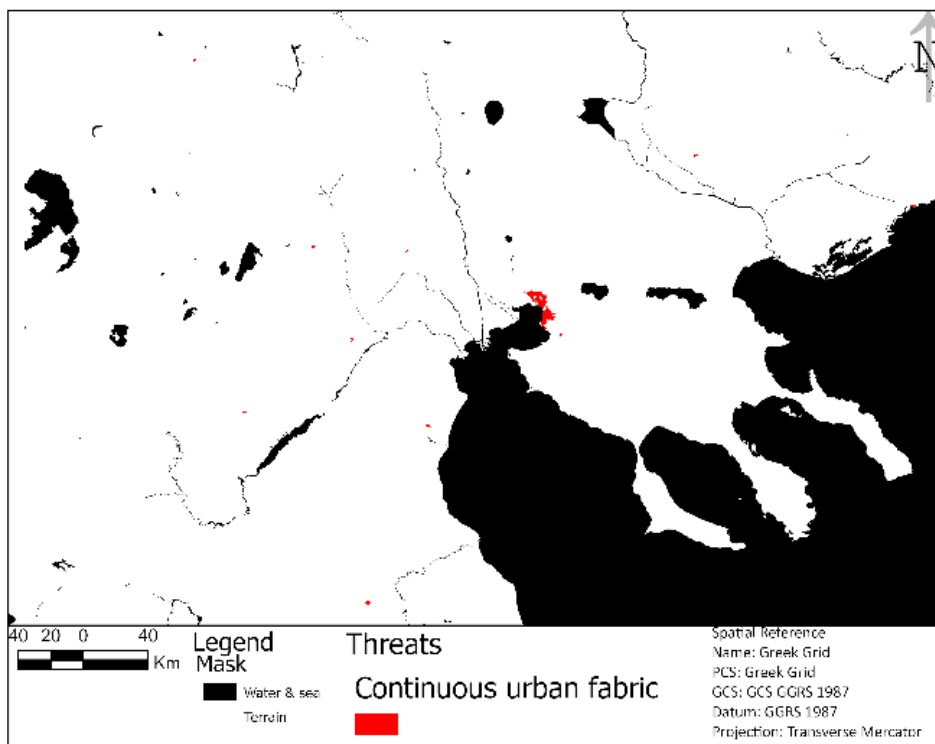 N
40 20 0 40
Km
Legend
Mask
Water & sea
Terrain
Threats
Continuous urban fabric
Spatial Reference
Name: Greek Grid
PCS: Greek Grid
GCS: GCS GGRS 1987
Datum: GGRS 1987
Projection: Transverse Mercator